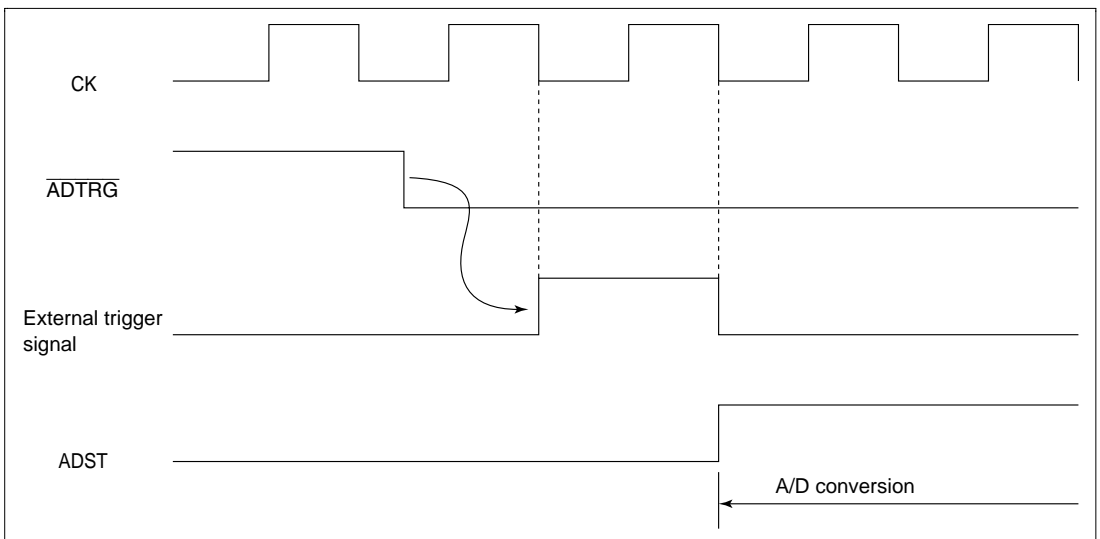 CK
ADTRG
External trigger
signal
ADST
A/D conversion